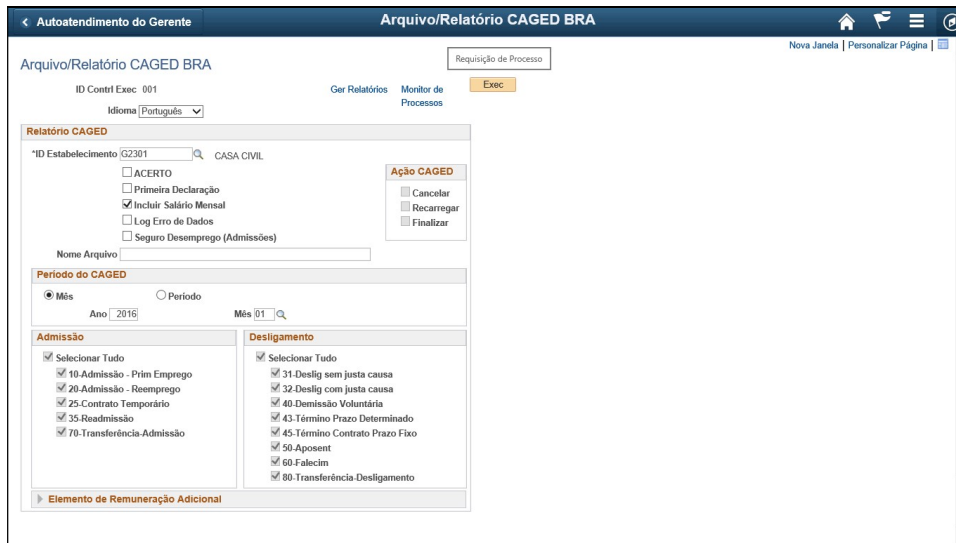 Autoatendimento do Gerente
Arquivo/Relatório CAGED BRA
Nova Janela | Personalizar Página |
Arquivo/Relatório CAGED BRA
Requisição de Processo
ID Contrl Exec 001
Ger Relatórios
Monitor de
Processos
Exec
Idioma Português
Relatório CAGED
*ID Estabelecimento G2301 CASA CIVIL
ACERTO
Primeira Declaração
Incluir Salário Mensal
Log Erro de Dados
Seguro Desemprego (Admissões)
Ação CAGED
Cancelar
Recarregar
Finalizar
Nome Arquivo
Período do CAGED
Mês Período
Ano 2016 Mês 01
Admissão
Selecionar Tudo
10-Admissão - Prim Emprego
20-Admissão - Reemprego
25-Contrato Temporário
35-Readmissão
70-Transferência-Admissão
Desligamento
Selecionar Tudo
31-Deslig sem justa causa
32-Deslig com justa causa
40-Demissão Voluntária
43-Término Prazo Determinado
45-Término Contrato Prazo Fixo
50-Aposent
60-Falecim
80-Transferência-Desligamento
Elemento de Remuneração Adicional